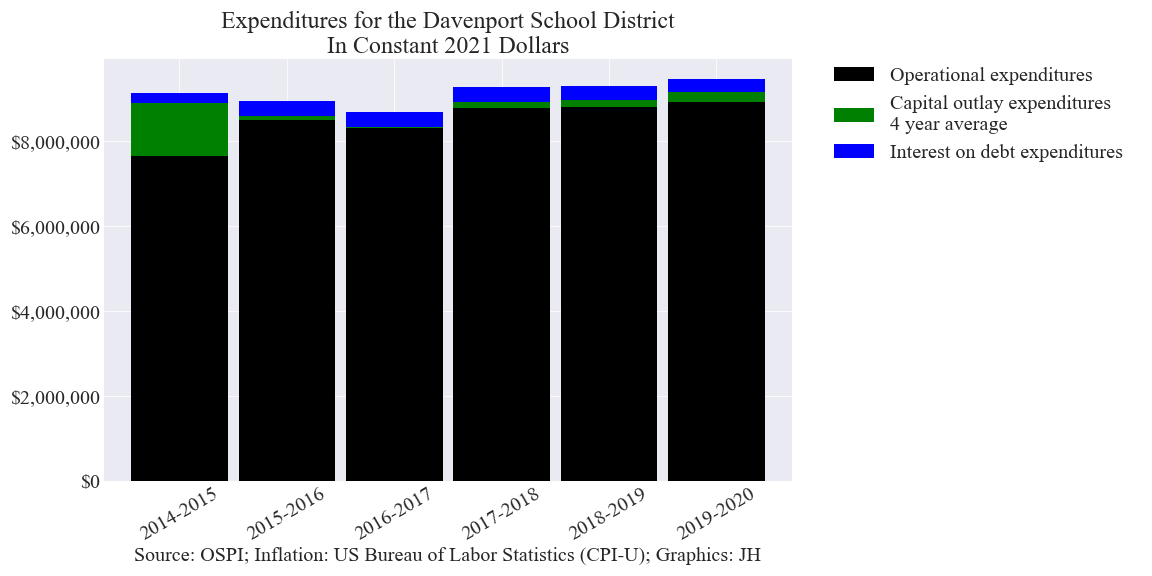 Expenditures for the Davenport School District
In Constant 2021 Dollars
Operational expenditures
Capital outlay expenditures
4 year average
Interest on debt expenditures
$8,000,000
$6,000,000
$4,000,000
$2,000,000
$0
2014-2015
2015-2016
2016-2017
2017-2018
2018-2019
2019-2020
Source: OSPI; Inflation: US Bureau of Labor Statistics (CPI-U); Graphics: JH